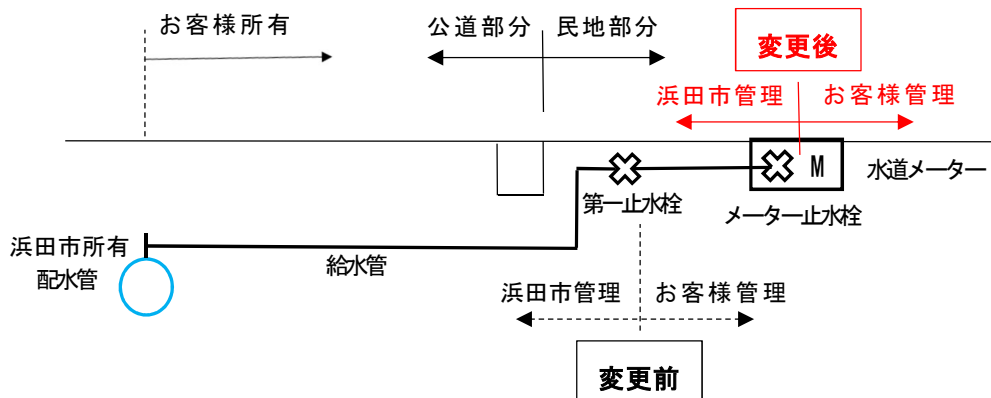 お客様所有
公道部分 民地部分
変更後
浜田市管理 お客様管理
M
水道メーター
第一止水栓
メーター止水栓
浜田市所有
配水管
給水管
浜田市管理 お客様管理
変更前